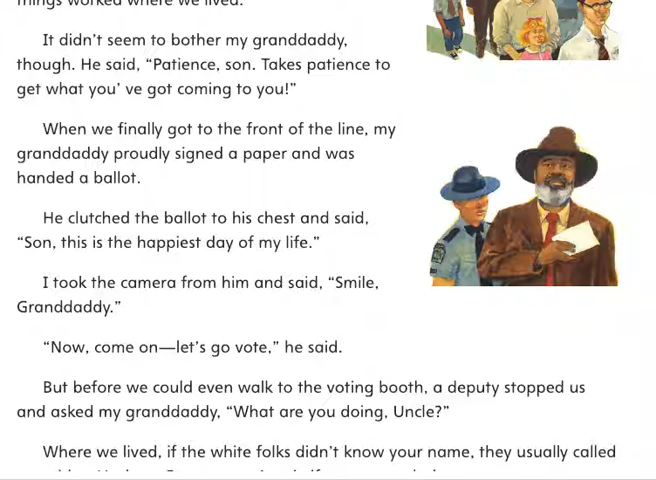 things worked where we lived.
It didn’t seem to bother my granddaddy,
though. He said, “Patience, son. Takes patience to
get what you’ ve got coming to you!”
When we finally got to the front of the line, my
granddaddy proudly signed a paper and was
handed a ballot.
He clutched the ballot to his chest and said,
“Son, this is the happiest day of my life.”
I took the camera from him and said, “Smile,
Granddaddy.”
“Now, come on—let’s go vote,” he said.
But before we could even walk to the voting booth, a deputy stopped us
and asked my granddaddy, “What are you doing, Uncle?”
Where we lived, if the white folks didn’t know your name, they usually called